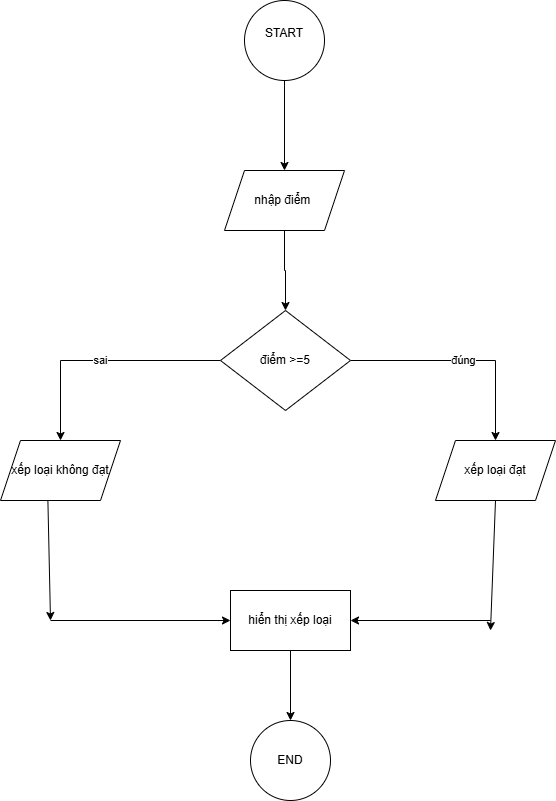 START
nhập điểm
điểm >=5
sai
đúng
xếp loại không đạt
xếp loại đạt
hiển thị xếp loại
END